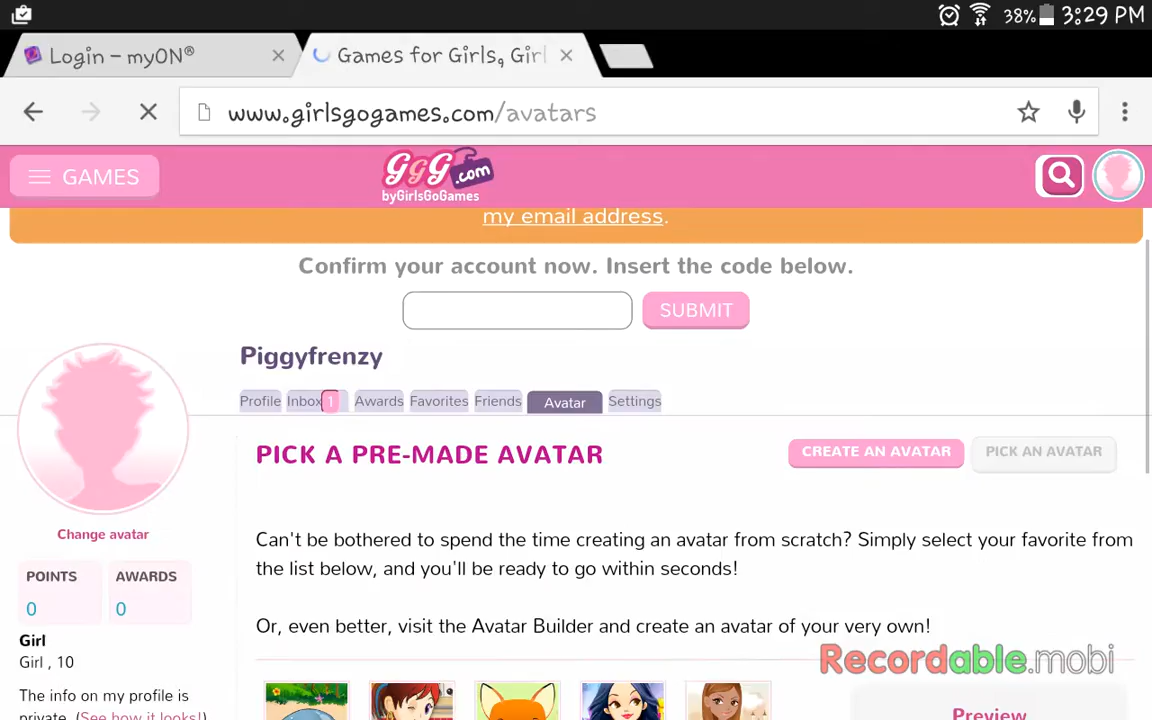 38% 3:29 PM
Login – myON®
Games for Girls, Girl
www.girlsgogames.com/avatars
GAMES
GGG.com
byGirlsGoGames
my email address.
Confirm your account now. Insert the code below.
SUBMIT
Piggyfrenzy
Profile Inbox 1 Awards Favorites Friends Avatar Settings
PICK A PRE-MADE AVATAR
CREATE AN AVATAR
PICK AN AVATAR
Can't be bothered to spend the time creating an avatar from scratch? Simply select your favorite from
the list below, and you'll be ready to go within seconds!
Or, even better, visit the Avatar Builder and create an avatar of your very own!
Change avatar
POINTS AWARDS
0 0
Girl
Girl , 10
The info on my profile is
private. (See how it looks!)
Recordable.mobi
Preview